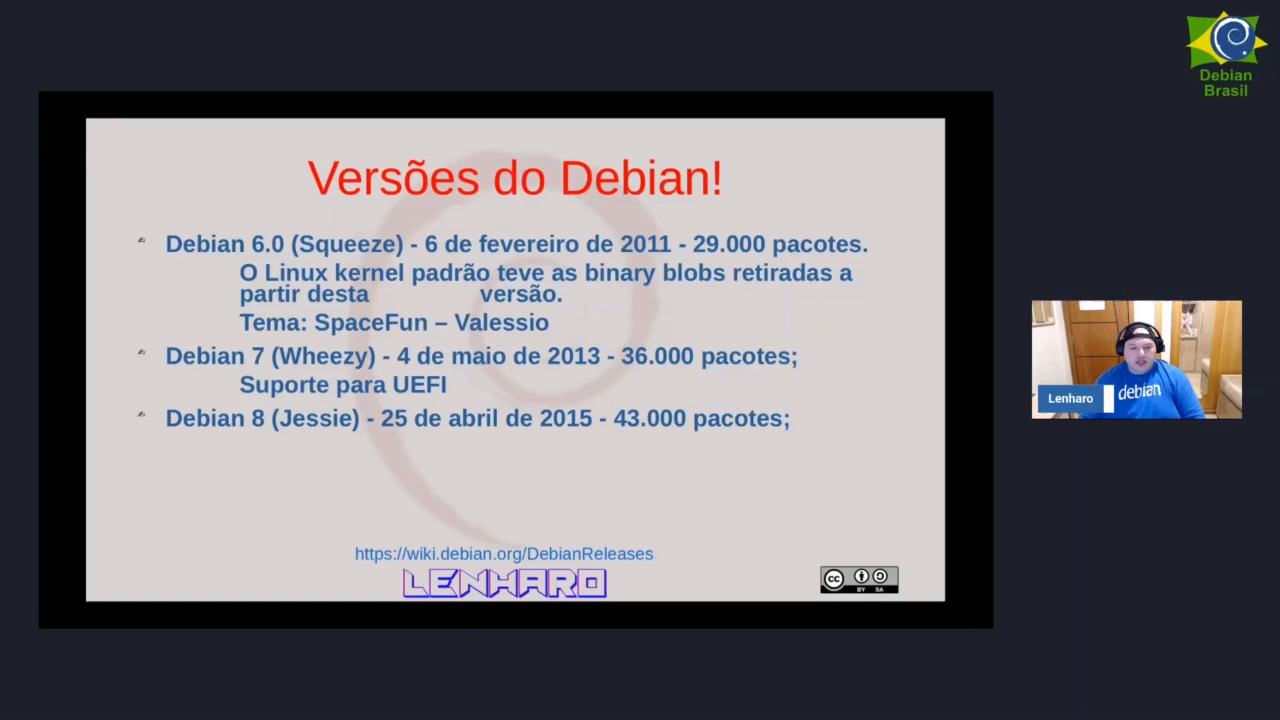 Debian
Brasil
Versões do Debian!
Debian 6.0 (Squeeze) - 6 de fevereiro de 2011 - 29.000 pacotes.
O Linux kernel padrão teve as binary blobs retiradas a
partir desta versão.
Tema: SpaceFun – Valessio
Debian 7 (Wheezy) - 4 de maio de 2013 - 36.000 pacotes;
Suporte para UEFI
Debian 8 (Jessie) - 25 de abril de 2015 - 43.000 pacotes;
https://wiki.debian.org/DebianReleases
LENHARO
cc BY SA
Lenharo
debian